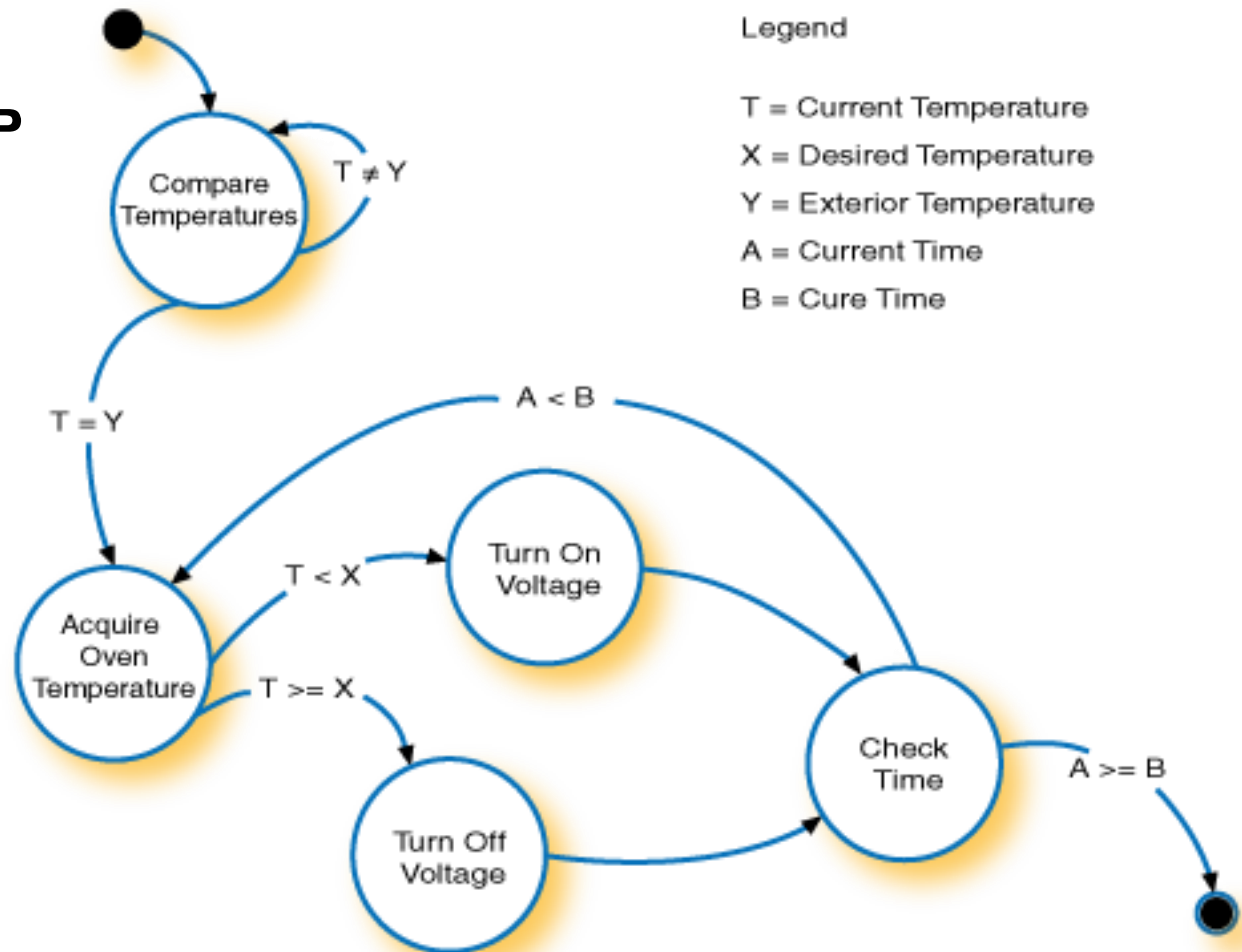 Legend
T = Current Temperature
X = Desired Temperature
Y = Exterior Temperature
A = Current Time
B = Cure Time
Compare
Temperatures
T ≠ Y
T = Y
A < B
Acquire
Oven
Temperature
T < X
Turn On
Voltage
T >= X
Turn Off
Voltage
Check
Time
A >= B